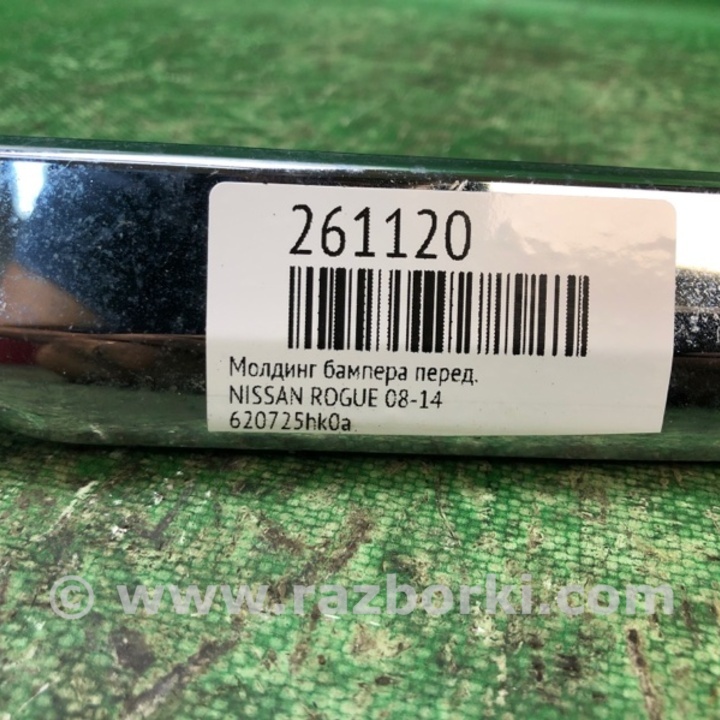 261120
Молдинг бампера перед.
NISSAN ROGUE 08-14
620725hk0a
© www.razborki.com